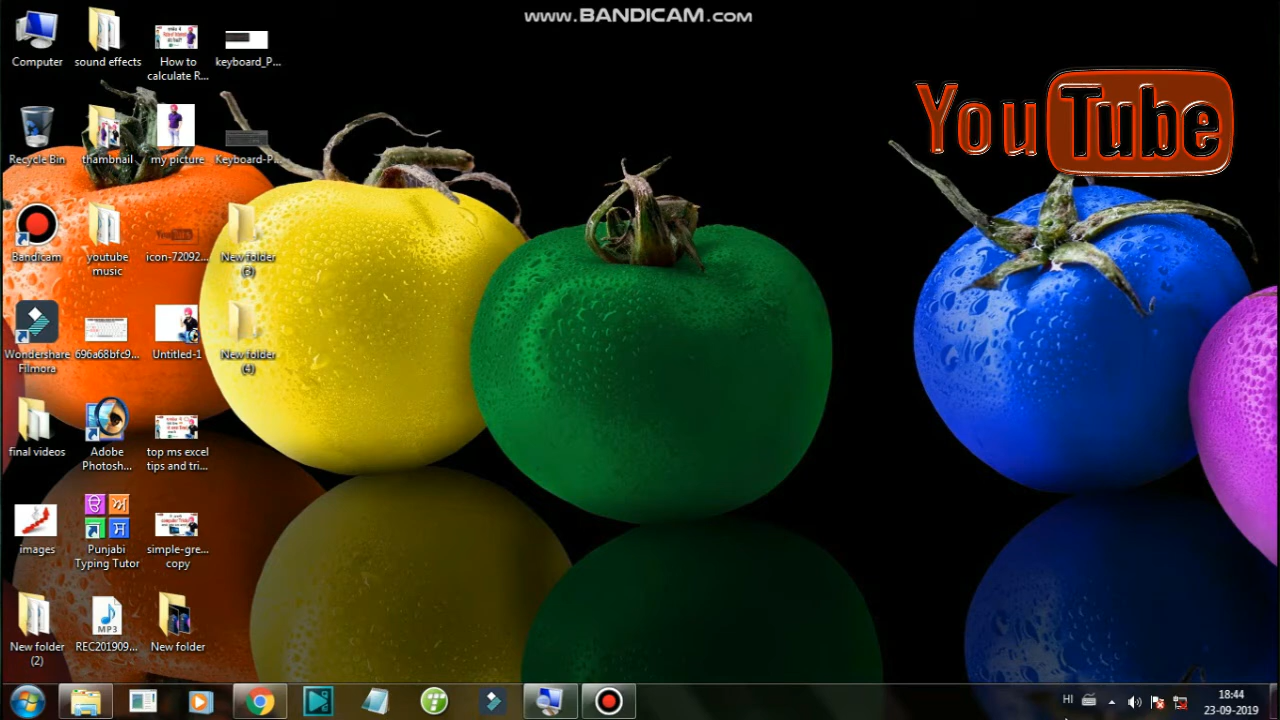 www.BANDICAM.com
YouTube
Computer
sound effects
How to
calculate R...
keyboard_P...
Recycle Bin
thumbnail
my picture
Keyboard-P...
Bandicam
youtube
music
icon-72092...
New folder
(3)
Wondershare
Filmora
696a68bfc9...
Untitled-1
New folder
(4)
final videos
Adobe
Photosh...
top ms excel
tips and tri...
images
ੳ ਅ
ਸ
Punjabi
Typing Tutor
simple-gre...
copy
New folder
(2)
MP3
REC201909...
New folder
HI
18:44
23-09-2019